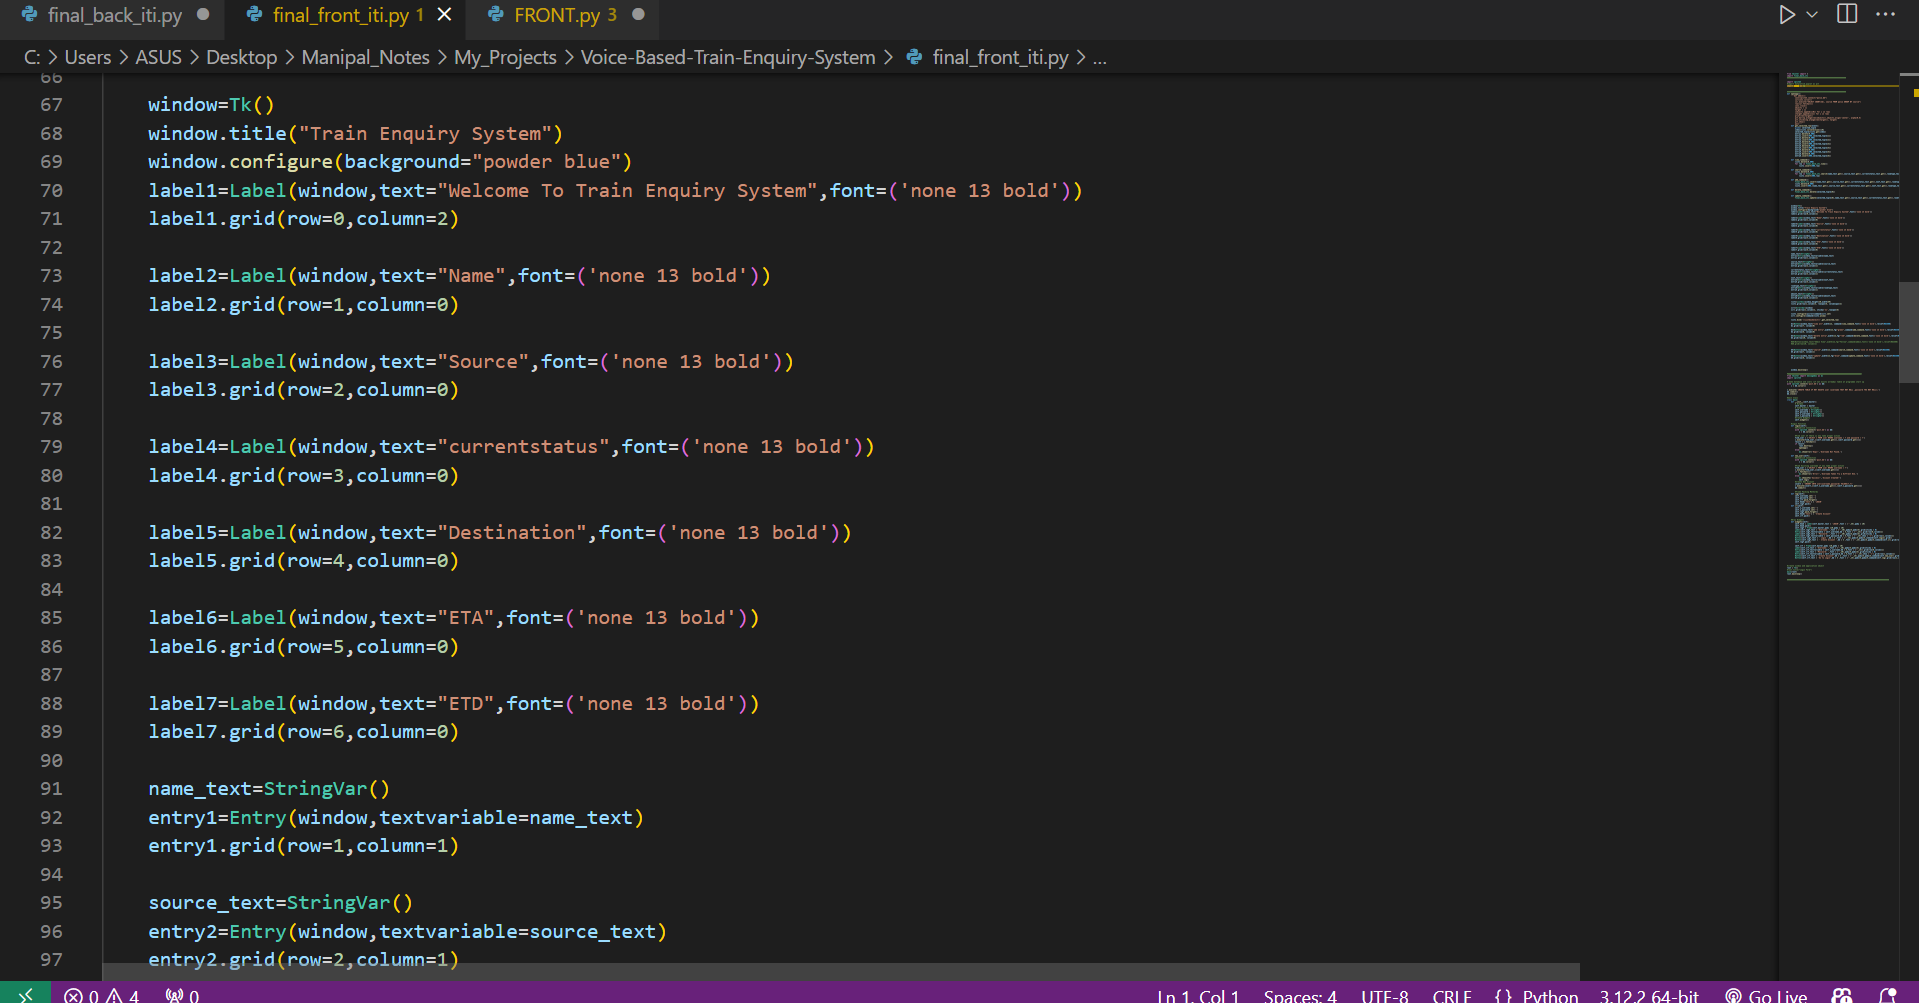 final_back_iti.py
final_front_iti.py 1
FRONT.py 3
C: > Users > ASUS > Desktop > Manipal_Notes > My_Projects > Voice-Based-Train-Enquiry-System > final_front_iti.py > ...
66
67 window=Tk()
68 window.title("Train Enquiry System")
69 window.configure(background="powder blue")
70 label1=Label(window,text="Welcome To Train Enquiry System",font=('none 13 bold'))
71 label1.grid(row=0,column=2)
72
73 label2=Label(window,text="Name",font=('none 13 bold'))
74 label2.grid(row=1,column=0)
75
76 label3=Label(window,text="Source",font=('none 13 bold'))
77 label3.grid(row=2,column=0)
78
79 label4=Label(window,text="currentstatus",font=('none 13 bold'))
80 label4.grid(row=3,column=0)
81
82 label5=Label(window,text="Destination",font=('none 13 bold'))
83 label5.grid(row=4,column=0)
84
85 label6=Label(window,text="ETA",font=('none 13 bold'))
86 label6.grid(row=5,column=0)
87
88 label7=Label(window,text="ETD",font=('none 13 bold'))
89 label7.grid(row=6,column=0)
90
91 name_text=StringVar()
92 entry1=Entry(window,textvariable=name_text)
93 entry1.grid(row=1,column=1)
94
95 source_text=StringVar()
96 entry2=Entry(window,textvariable=source_text)
97 entry2.grid(row=2,column=1)
0 4 0 Ln 1, Col 1 Spaces: 4 UTF-8 CRLF { } Python 3.12.2 64-bit Go Live